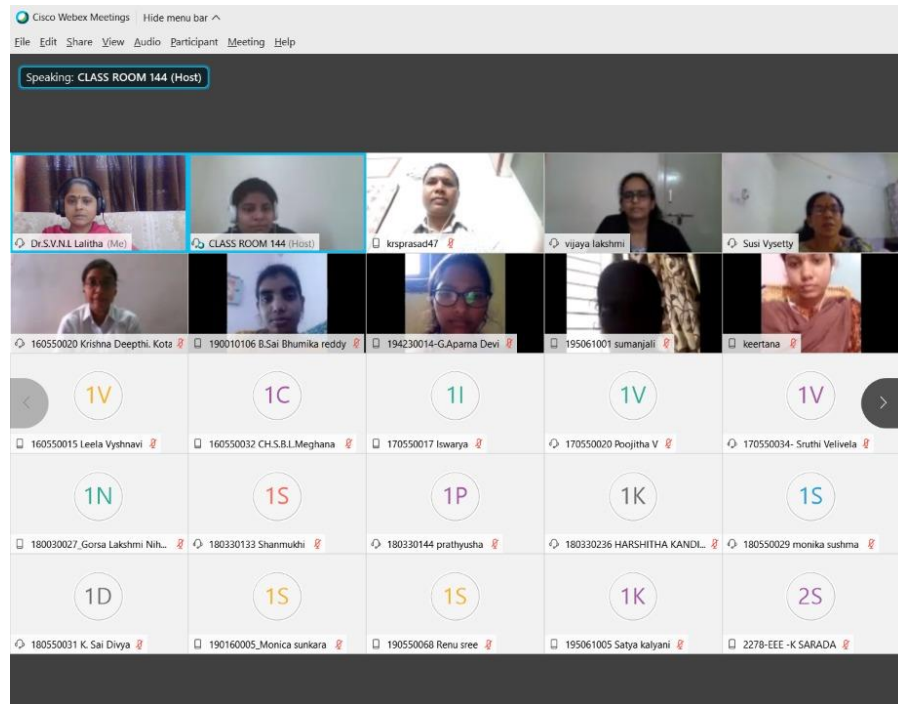 Cisco Webex Meetings Hide menu bar
File Edit Share View Audio Participant Meeting Help
Speaking: CLASS ROOM 144 (Host)
Dr.S.V.N.L Lalitha (Me) CLASS ROOM 144 (Host) krsprasad47 vijaya lakshmi Susi Vysetty
160550020 Krishna Deepthi. Kota 190010106 B.Sai Bhumika reddy 194230014-G.Aparna Devi 195061001 sumanjali keertana
1V 1C 1I 1V 1V
160550015 Leela Vyshnavi 160550032 CH.S.B.L.Meghana 170550017 Iswarya 170550020 Poojitha V 170550034- Sruthi Velivela
1N 1S 1P 1K 1S
180030027_Gorsa Lakshmi Nih... 180330133 Shanmukhi 180330144 prathyusha 180330236 HARSHITHA KANDI... 180550029 monika sushma
1D 1S 1S 1K 2S
180550031 K. Sai Divya 190160005_Monica sunkara 190550068 Renu sree 195061005 Satya kalyani 2278-EEE -K SARADA